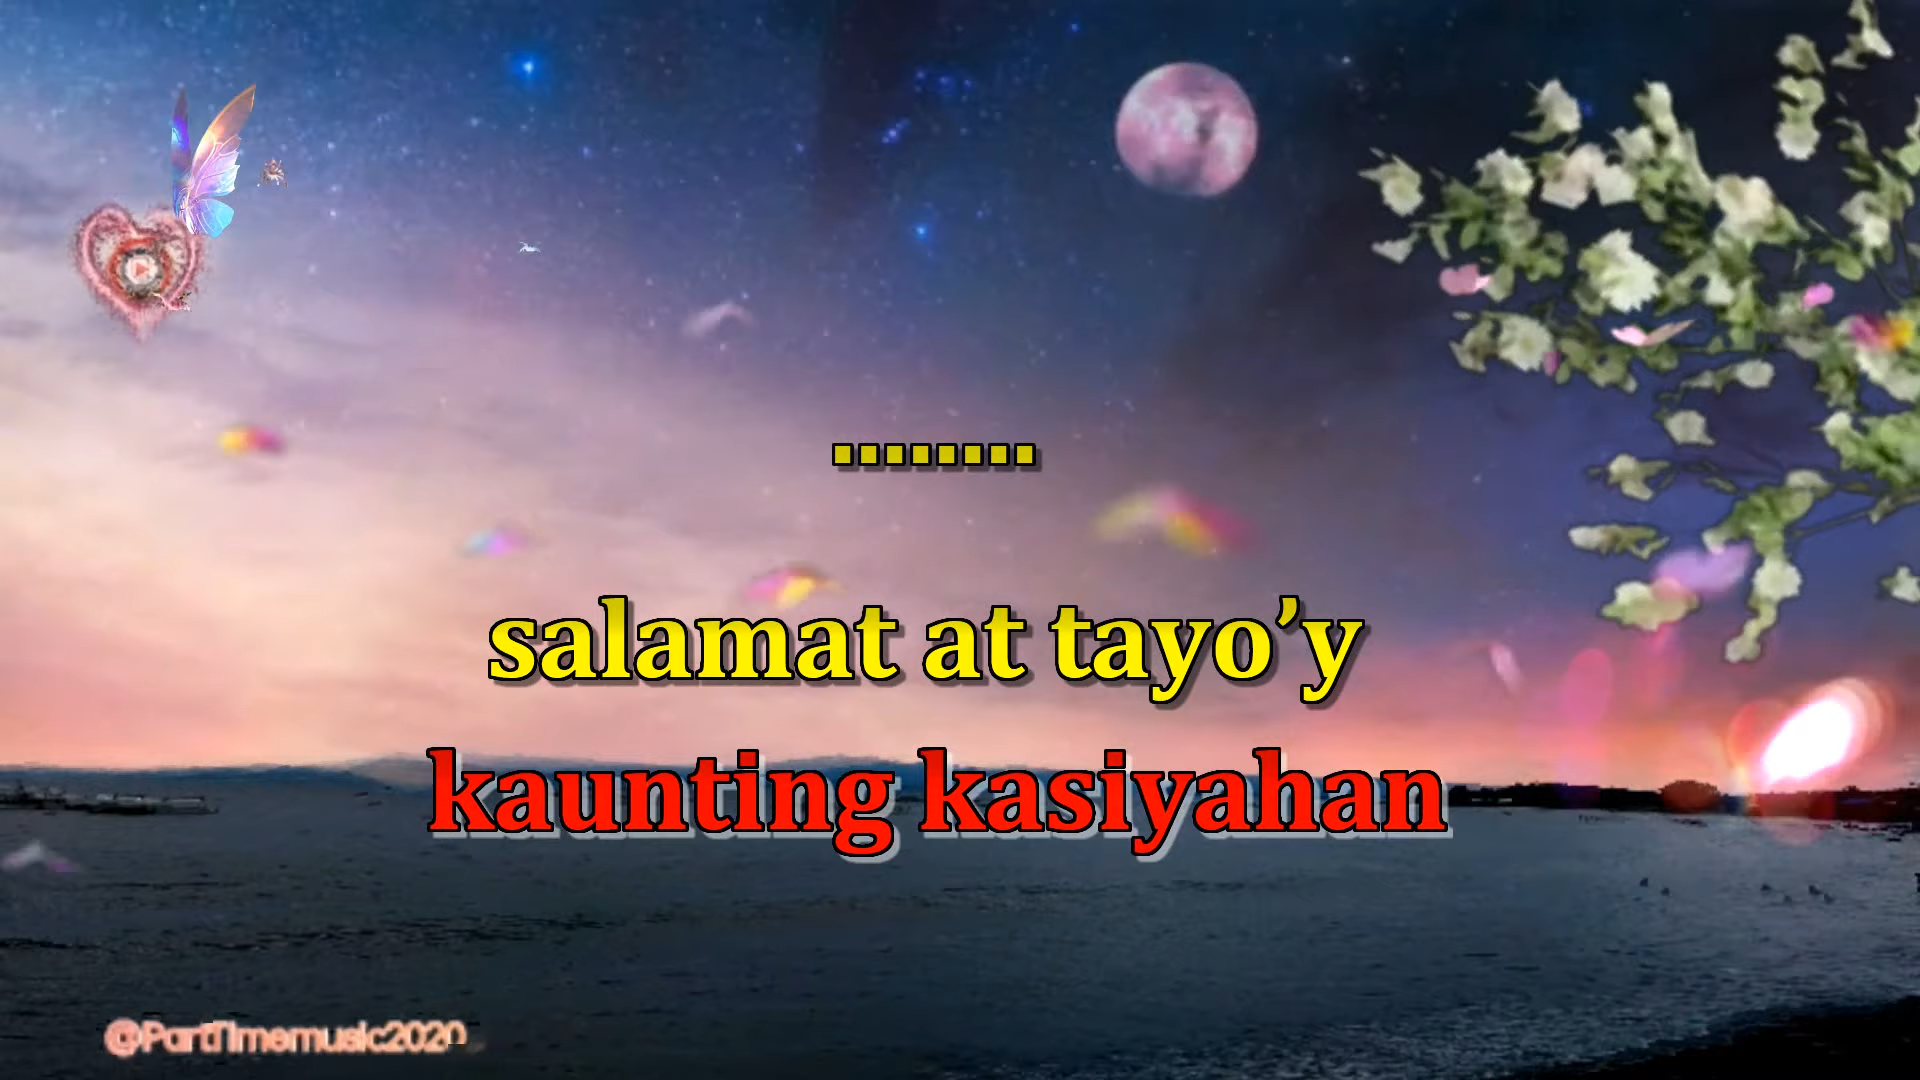 ........
salamat at tayo’y
kaunting kasiyahan
@PartTimemusic2020